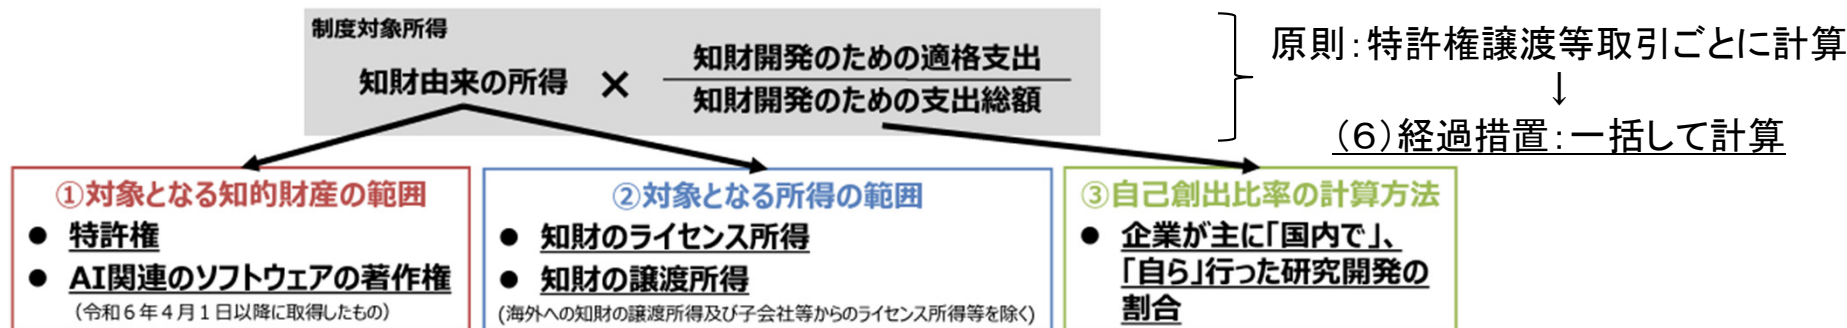 制度対象所得
知財由来の所得 × 知財開発のための適格支出
知財開発のための支出総額
原則：特許権譲渡等取引ごとに計算
↓
（６）経過措置：一括して計算
①対象となる知的財産の範囲
● 特許権
● AI関連のソフトウェアの著作権
（令和６年４月１日以降に取得したもの）
②対象となる所得の範囲
● 知財のライセンス所得
● 知財の譲渡所得
(海外への知財の譲渡所得及び子会社等からのライセンス所得等を除く)
③自己創出比率の計算方法
● 企業が主に「国内で」、
「自ら」行った研究開発の
割合